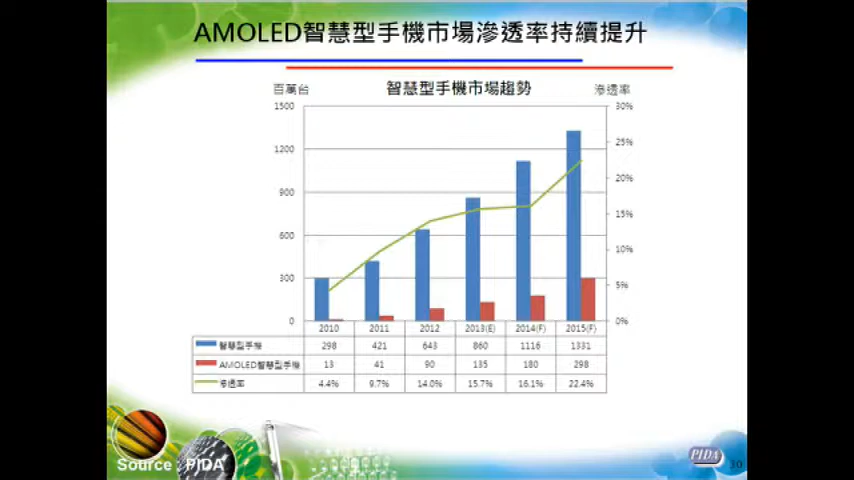 AMOLED智慧型手機市場滲透率持續提升
百萬台 智慧型手機市場趨勢 滲透率
1500 30%
25%
1200
20%
900
15%
600
10%
300
5%
0 0%
2010 2011 2012 2013(E) 2014(F) 2015(F)
智慧型手機 298 421 643 860 1116 1331
AMOLED智慧型手機 13 41 90 135 180 298
滲透率 4.4% 9.7% 14.0% 15.7% 16.1% 22.4%
Source : PIDA
PIDA 30